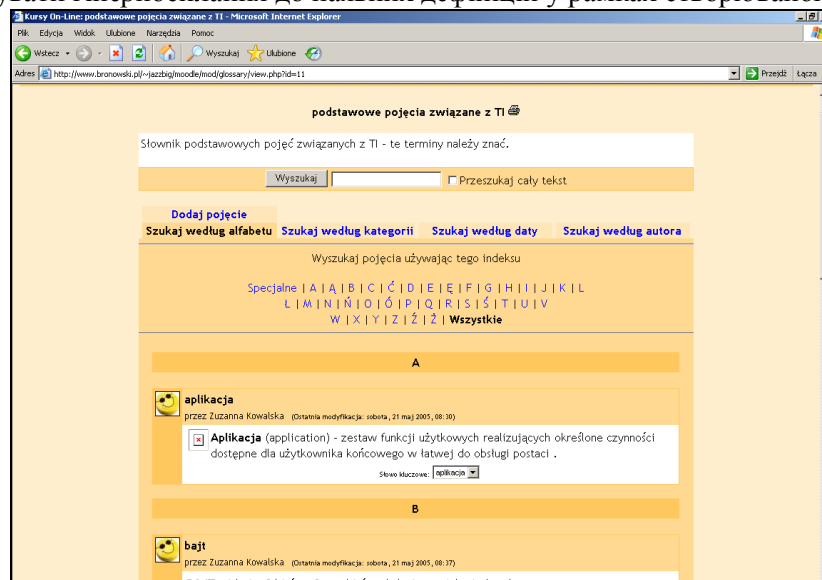 гіперпосилання до
Kursy On-Line: podstawowe pojęcia związane z TI - Microsoft Internet Explorer
Plik Edycja Widok Ulubione Narzędzia Pomoc
Wstecz Wyszukaj Ulubione
Adres http://www.bronowski.pl/~jazzbig/moodle/mod/glossary/view.php?id=11 Przejdź Łącza
podstawowe pojęcia związane z TI
Słownik podstawowych pojęć związanych z TI - te terminy należy znać.
Wyszukaj Przeszukaj cały tekst
Dodaj pojęcie
Szukaj według alfabetu Szukaj według kategorii Szukaj według daty Szukaj według autora
Wyszukaj pojęcia używając tego indeksu
Specjalne | A | Ą | B | C | Ć | D | E | Ę | F | G | H | I | J | K | L
Ł | M | N | Ń | O | Ó | P | Q | R | S | Ś | T | U | V
W | X | Y | Z | Ź | Ż | Wszystkie
A
aplikacja
przez Zuzanna Kowalska (Ostatnia modyfikacja: sobota, 21 maj 2005, 08:30)
Aplikacja (application) - zestaw funkcji użytkowych realizujących określone czynności
dostępne dla użytkownika końcowego w łatwej do obsługi postaci .
Słowo kluczowe: aplikacja
B
bajt
przez Zuzanna Kowalska (Ostatnia modyfikacja: sobota, 21 maj 2005, 08:37)